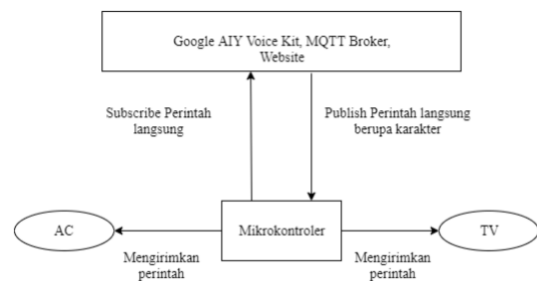 Google AIY Voice Kit, MQTT Broker,
Website
Subscribe Perintah
langsung
Publish Perintah langsung
berupa karakter
AC
Mikrokontroler
TV
Mengirimkan
perintah
Mengirimkan
perintah